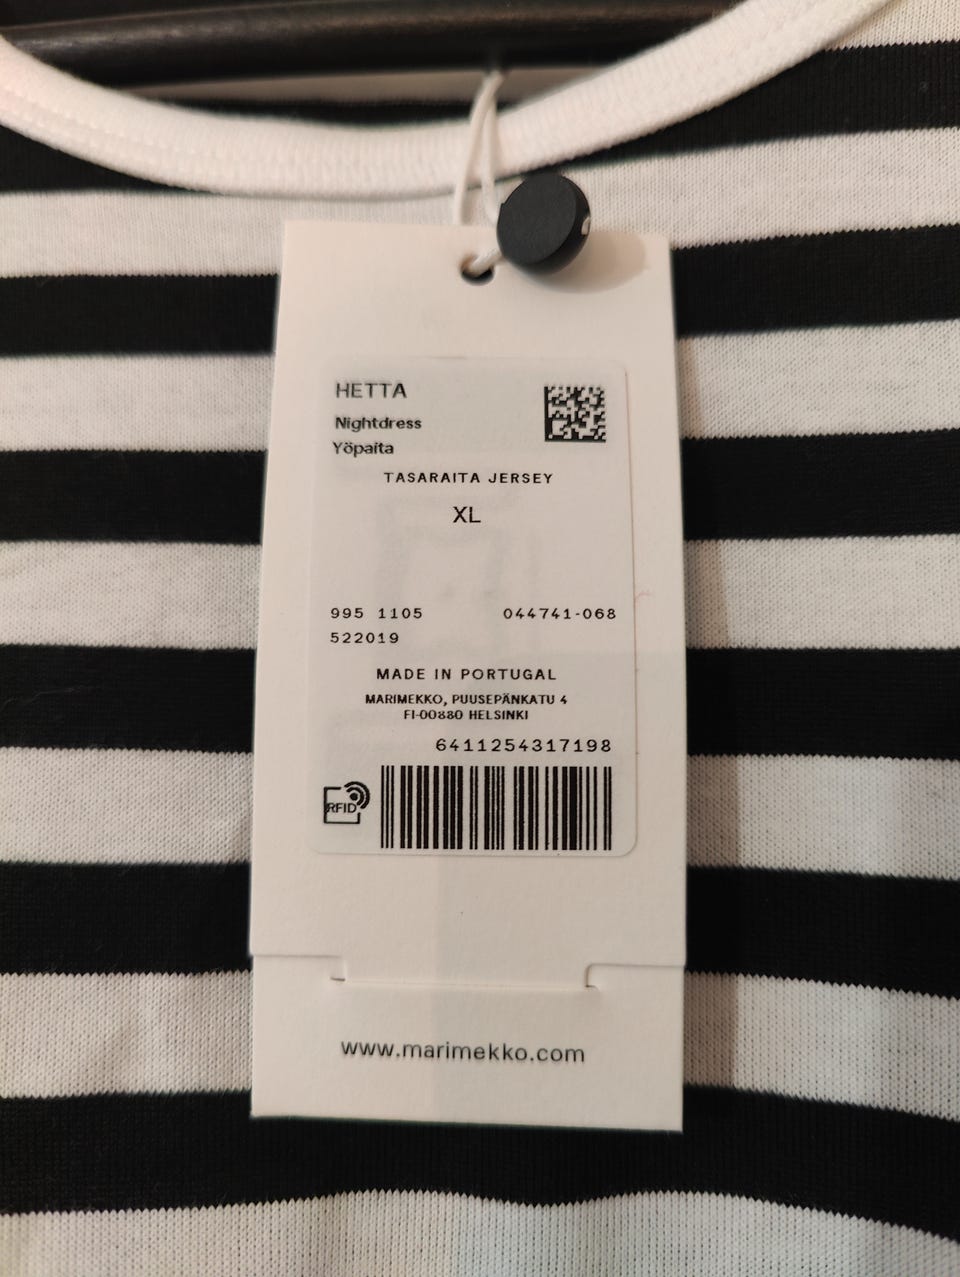 HETTA
Nightdress
Yöpaita
TASARAITA JERSEY
XL
995 1105 044741-068
522019
MADE IN PORTUGAL
MARIMEKKO, PUUSEPÄNKATU 4
FI-00880 HELSINKI
6411254317198
RFID
www.marimekko.com